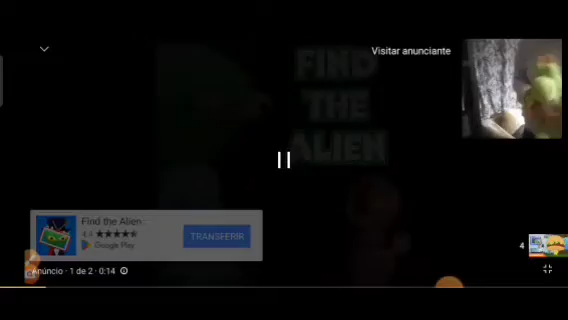 Visitar anunciante
FIND
THE
ALIEN
Find the Alien
4.4
Google Play
TRANSFERIR
4
Anúncio · 1 de 2 · 0:14